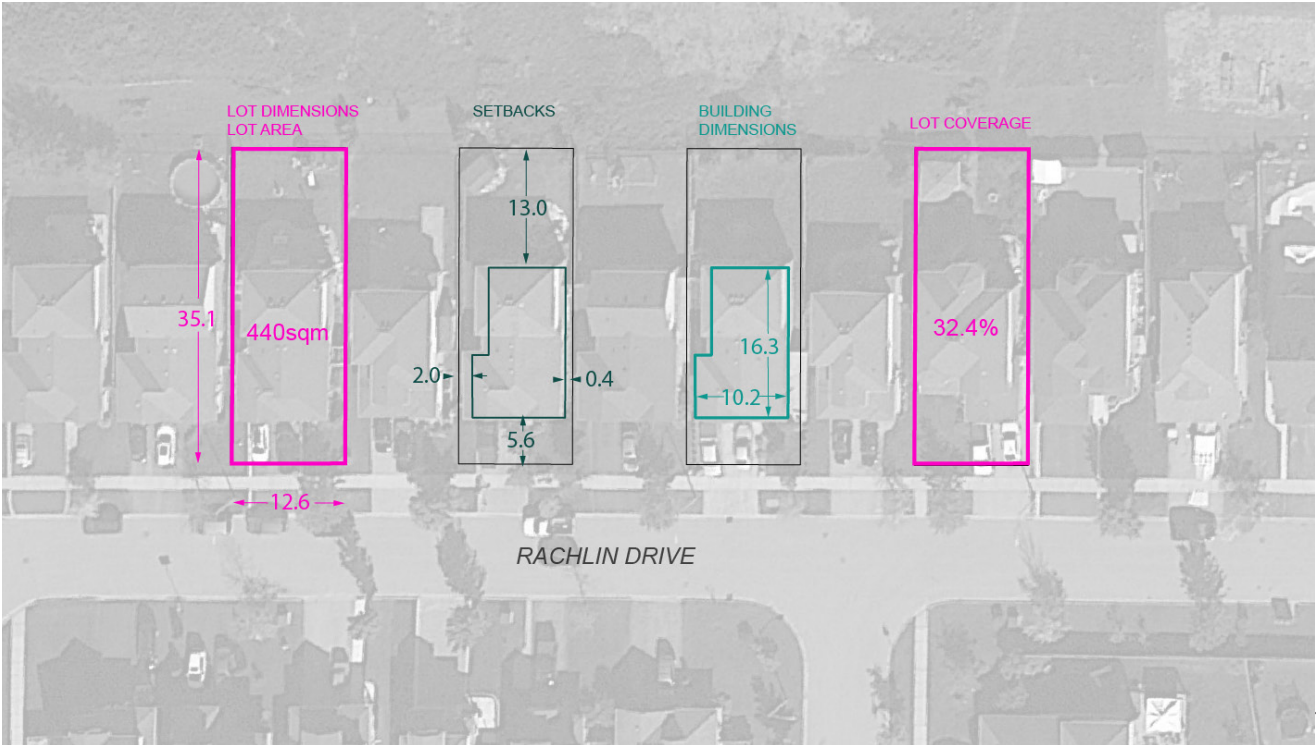 LOT DIMENSIONS
LOT AREA
SETBACKS
BUILDING
DIMENSIONS
LOT COVERAGE
13.0
35.1
440sqm
32.4%
16.3
2.0
0.4
10.2
5.6
12.6
RACHLIN DRIVE